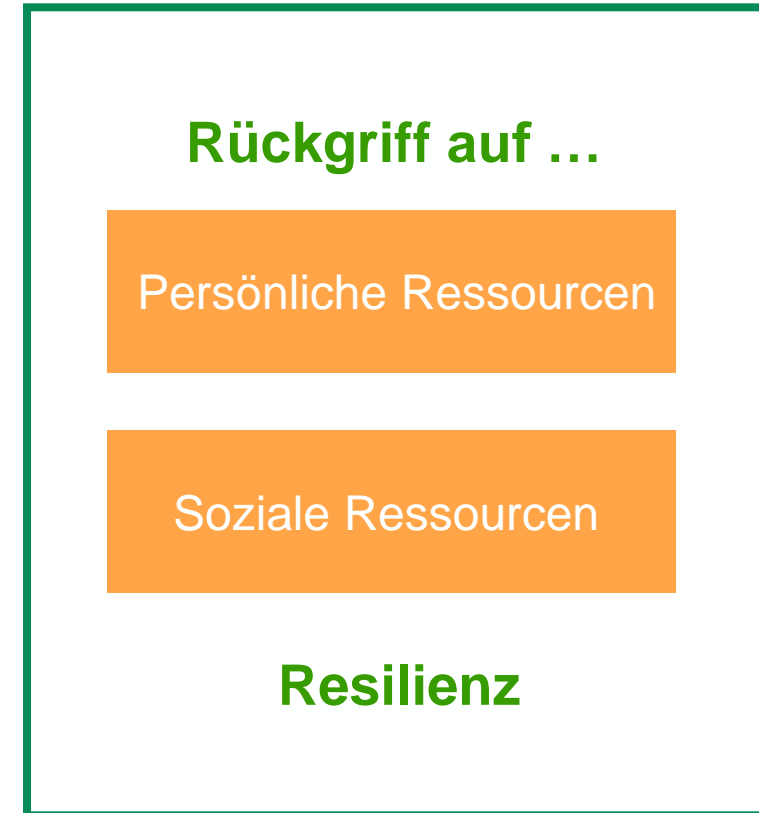 Rückgriff auf …
Persönliche Ressourcen
Soziale Ressourcen
Resilienz